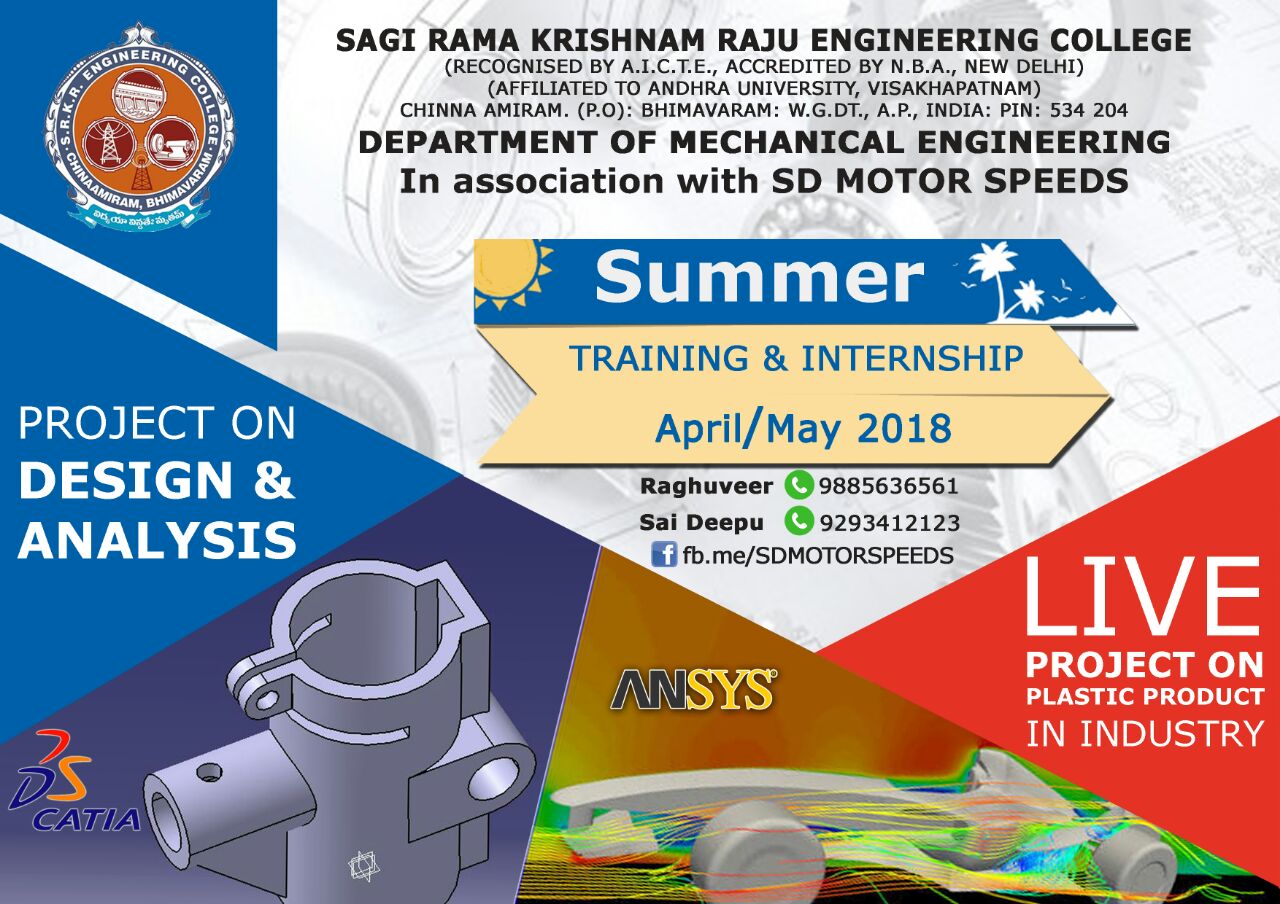 S.R.K.R. ENGINEERING COLLEGE
CHINAAMIRAM, BHIMAVARAM
SAGI RAMA KRISHNAM RAJU ENGINEERING COLLEGE
(RECOGNISED BY A.I.C.T.E., ACCREDITED BY N.B.A., NEW DELHI)
(AFFILIATED TO ANDHRA UNIVERSITY, VISAKHAPATNAM)
CHINNA AMIRAM. (P.O): BHIMAVARAM: W.G.DT., A.P., INDIA: PIN: 534 204
DEPARTMENT OF MECHANICAL ENGINEERING
In association with SD MOTOR SPEEDS
Summer
TRAINING & INTERNSHIP
April/May 2018
Raghuveer 9885636561
Sai Deepu 9293412123
fb.me/SDMOTORSPEEDS
PROJECT ON
DESIGN &
ANALYSIS
CATIA
ANSYS®
LIVE
PROJECT ON
PLASTIC PRODUCT
IN INDUSTRY